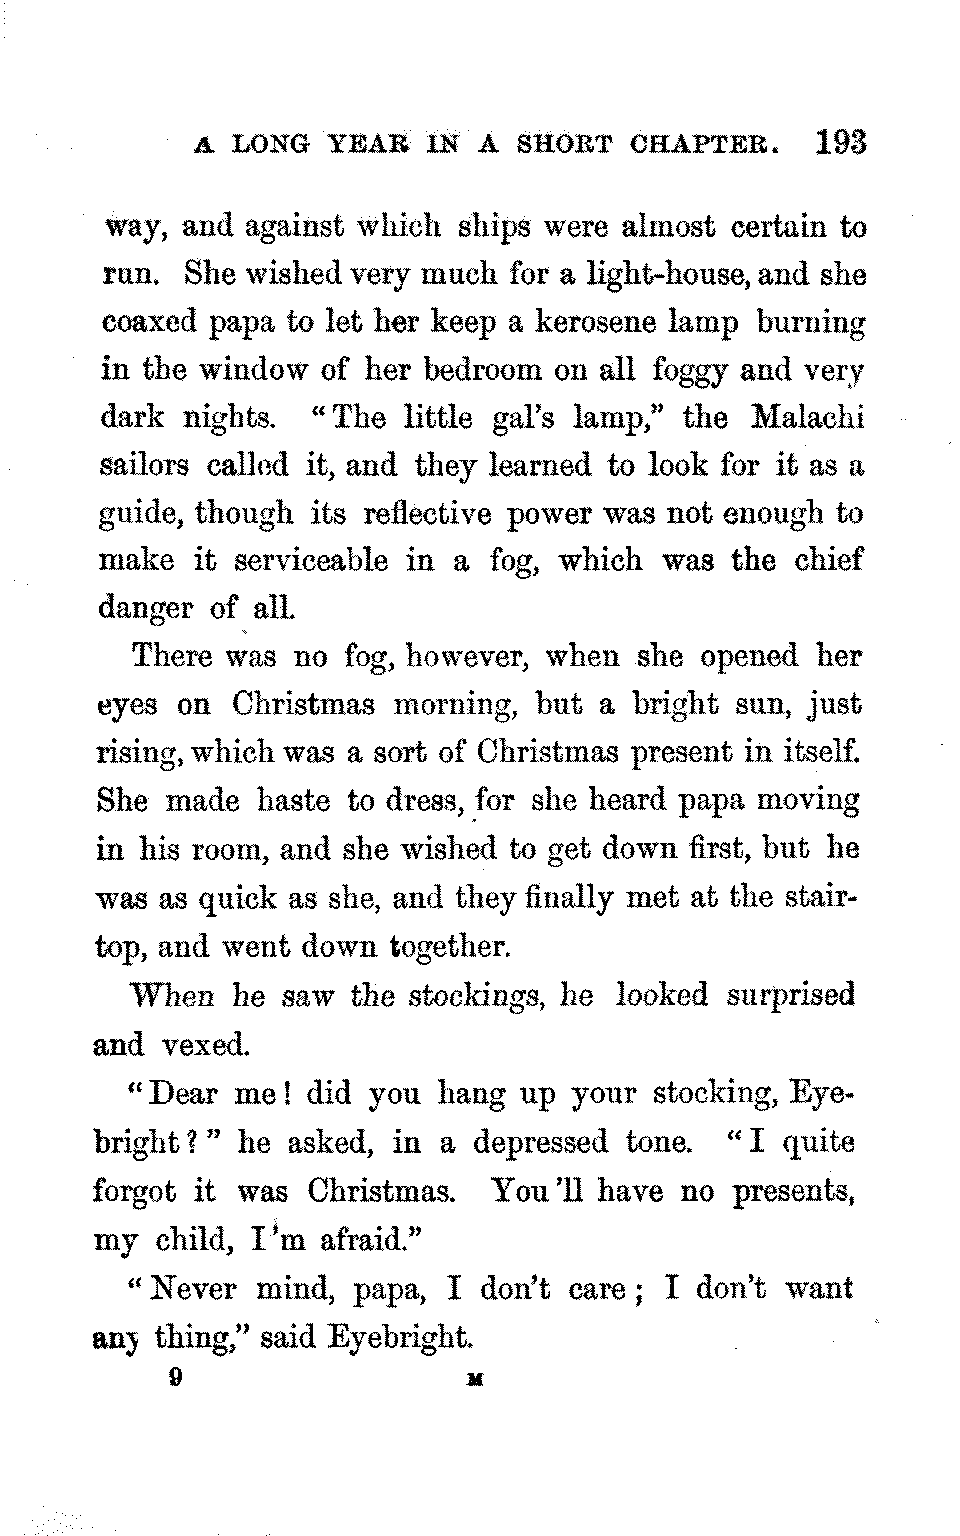 A LONG YEAR IN A SHORT CHAPTER. 193
way, and against which ships were almost certain to
run. She wished very much for a light-house, and she
coaxed papa to let her keep a kerosene lamp burning
in the window of her bedroom on all foggy and very
dark nights. “The little gal’s lamp,” the Malachi
sailors called it, and they learned to look for it as a
guide, though its reflective power was not enough to
make it serviceable in a fog, which was the chief
danger of all.
There was no fog, however, when she opened her
eyes on Christmas morning, but a bright sun, just
rising, which was a sort of Christmas present in itself.
She made haste to dress, for she heard papa moving
in his room, and she wished to get down first, but he
was as quick as she, and they finally met at the stair-
top, and went down together.
When he saw the stockings, he looked surprised
and vexed.
“Dear me! did you hang up your stocking, Eye-
bright?” he asked, in a depressed tone. “I quite
forgot it was Christmas. You’ll have no presents,
my child, I’m afraid.”
“Never mind, papa, I don’t care; I don’t want
any thing,” said Eyebright.
9 M